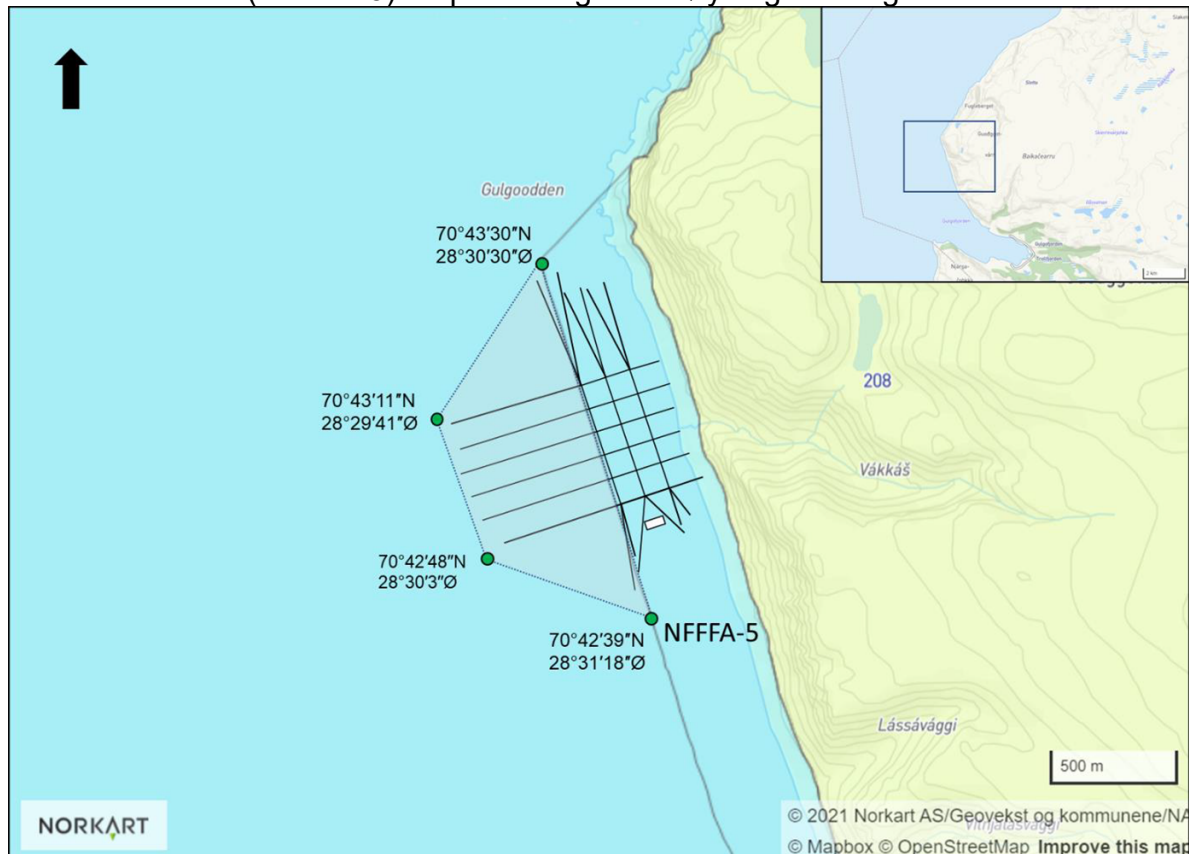 Gulgoodden
70°43′30″N
28°30′30″Ø
70°43′11″N
28°29′41″Ø
208
Vákkáš
70°42′48″N
28°30′3″Ø
NFFFA-5
70°42′39″N
28°31′18″Ø
Lássávággi
500 m
NORKART
© 2021 Norkart AS/Geovekst og kommunene/NA
© Mapbox © OpenStreetMap Improve this map
2 km